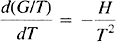 d(G/T)/dT = − H/T²